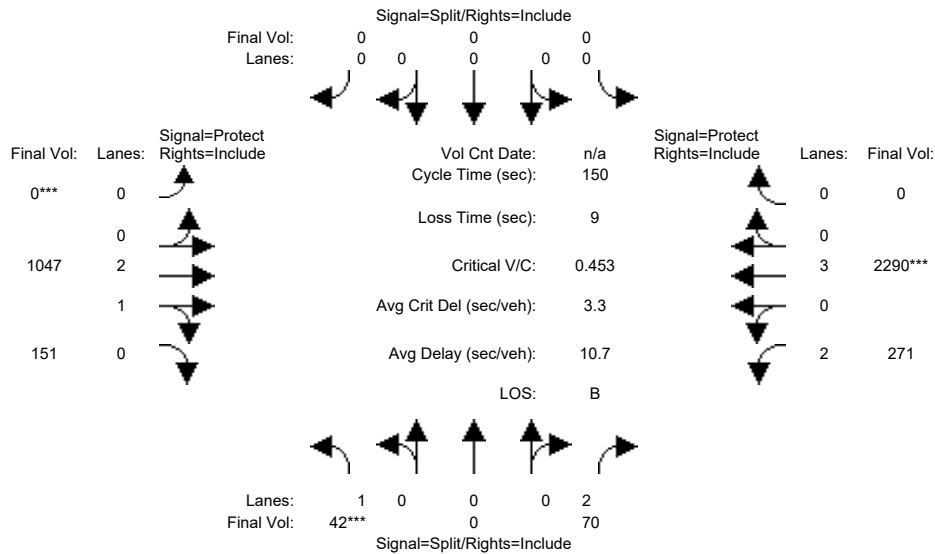 Signal=Split/Rights=Include
Final Vol: 0 0 0
Lanes: 0 0 0 0 0
Signal=Protect
Final Vol: Lanes: Rights=Include
Vol Cnt Date: n/a
Signal=Protect
Rights=Include Lanes: Final Vol:
Cycle Time (sec): 150
0*** 0
0 0
Loss Time (sec): 9
0
0
1047 2
Critical V/C: 0.453
3 2290***
1
Avg Crit Del (sec/veh): 3.3
0
151 0
Avg Delay (sec/veh): 10.7
2 271
LOS: B
Lanes: 1 0 0 0 2
Final Vol: 42*** 0 70
Signal=Split/Rights=Include